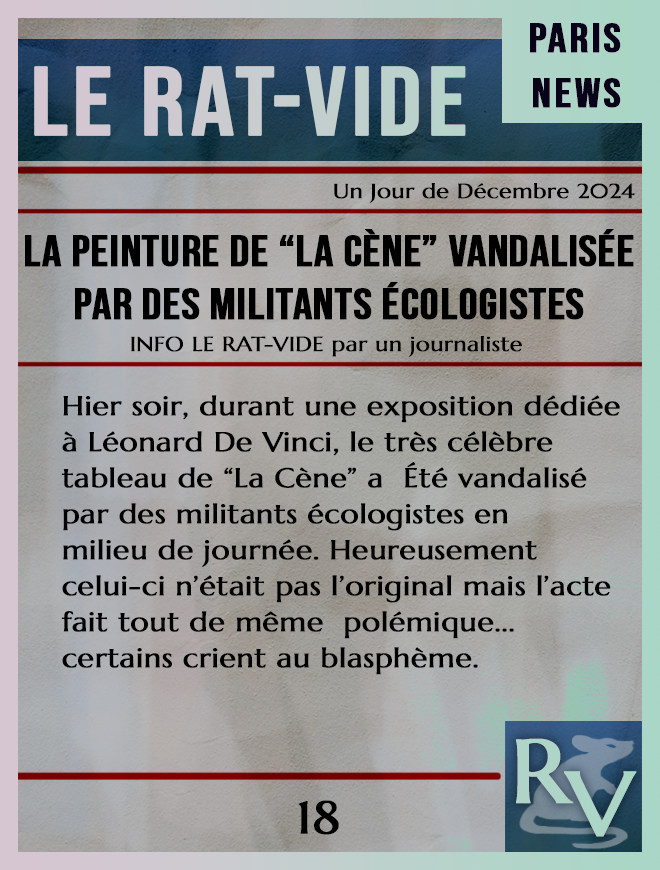 PARIS
NEWS
LE RAT-VIDE
Un Jour de Décembre 2024
LA PEINTURE DE “LA CÈNE” VANDALISÉE
PAR DES MILITANTS ÉCOLOGISTES
INFO LE RAT-VIDE par un journaliste
Hier soir, durant une exposition dédiée
à Léonard De Vinci, le très célèbre
tableau de “La Cène” a Été vandalisé
par des militants écologistes en
milieu de journée. Heureusement
celui-ci n’était pas l’original mais l’acte
fait tout de même polémique...
certains crient au blasphème.
18
RV